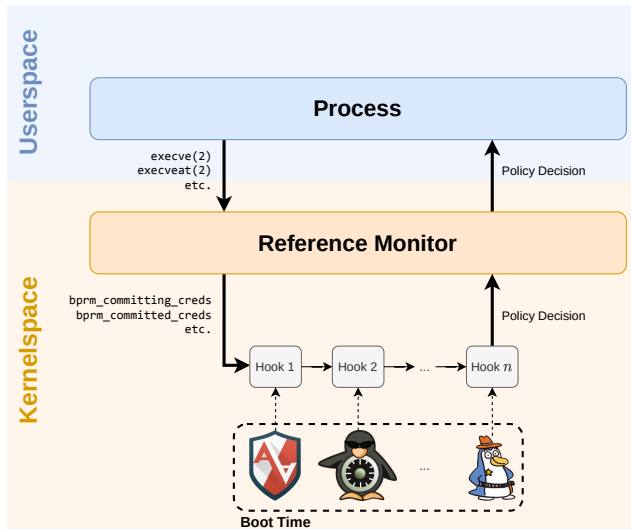 Userspace
Process
execve(2)
execveat(2)
etc.
Policy Decision
Kernelspace
Reference Monitor
bprm_committing_creds
bprm_committed_creds
etc.
Policy Decision
Hook 1
Hook 2
...
Hook n
...
Boot Time